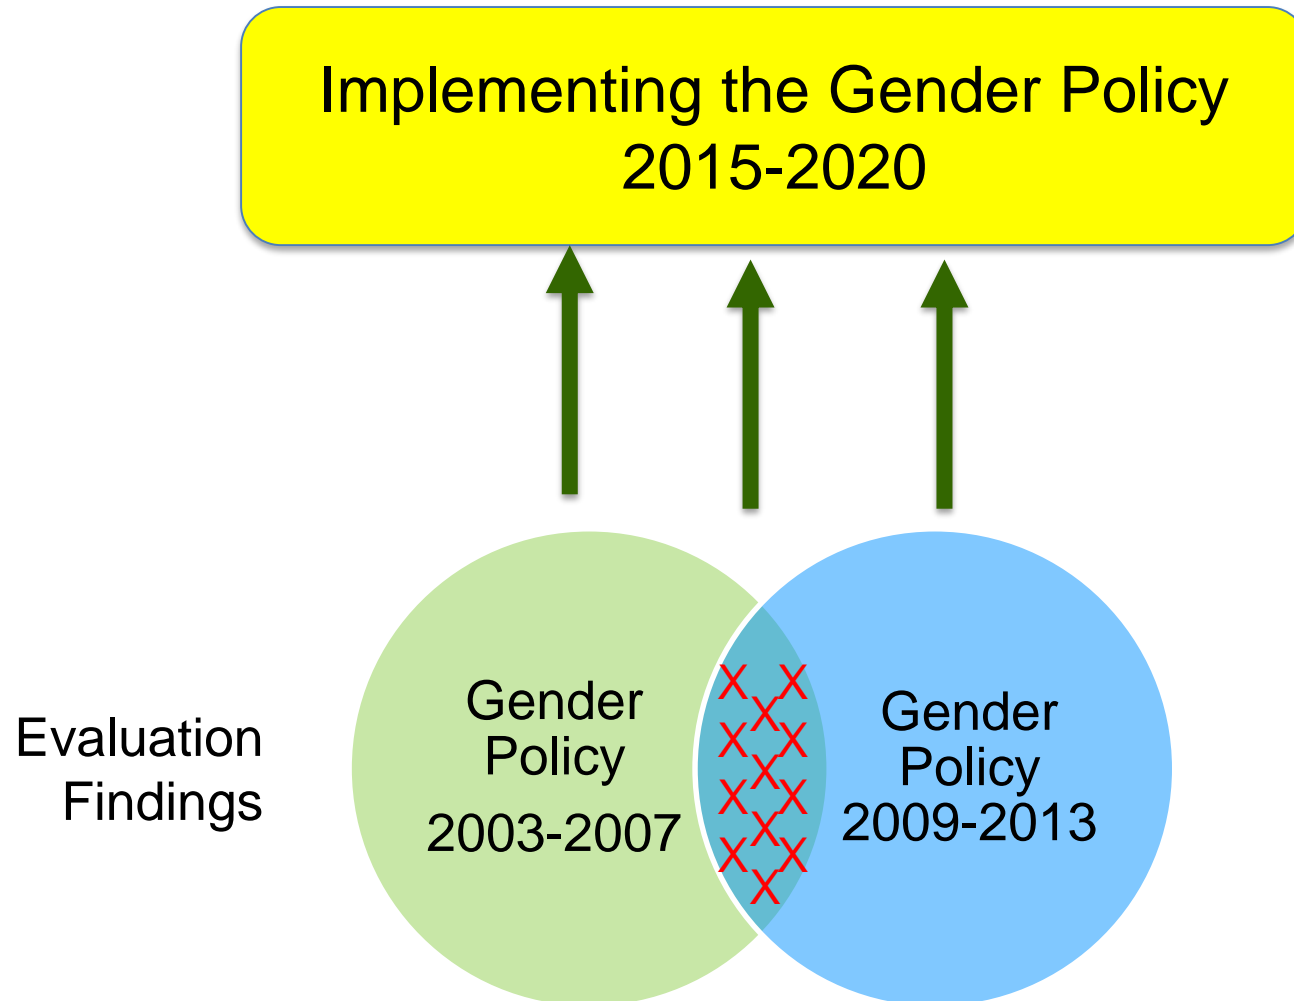 Implementing the Gender Policy
2015-2020
Evaluation
Findings
Gender
Policy
2003-2007
X X
X
X X
X
X X
X
X X
X
Gender
Policy
2009-2013